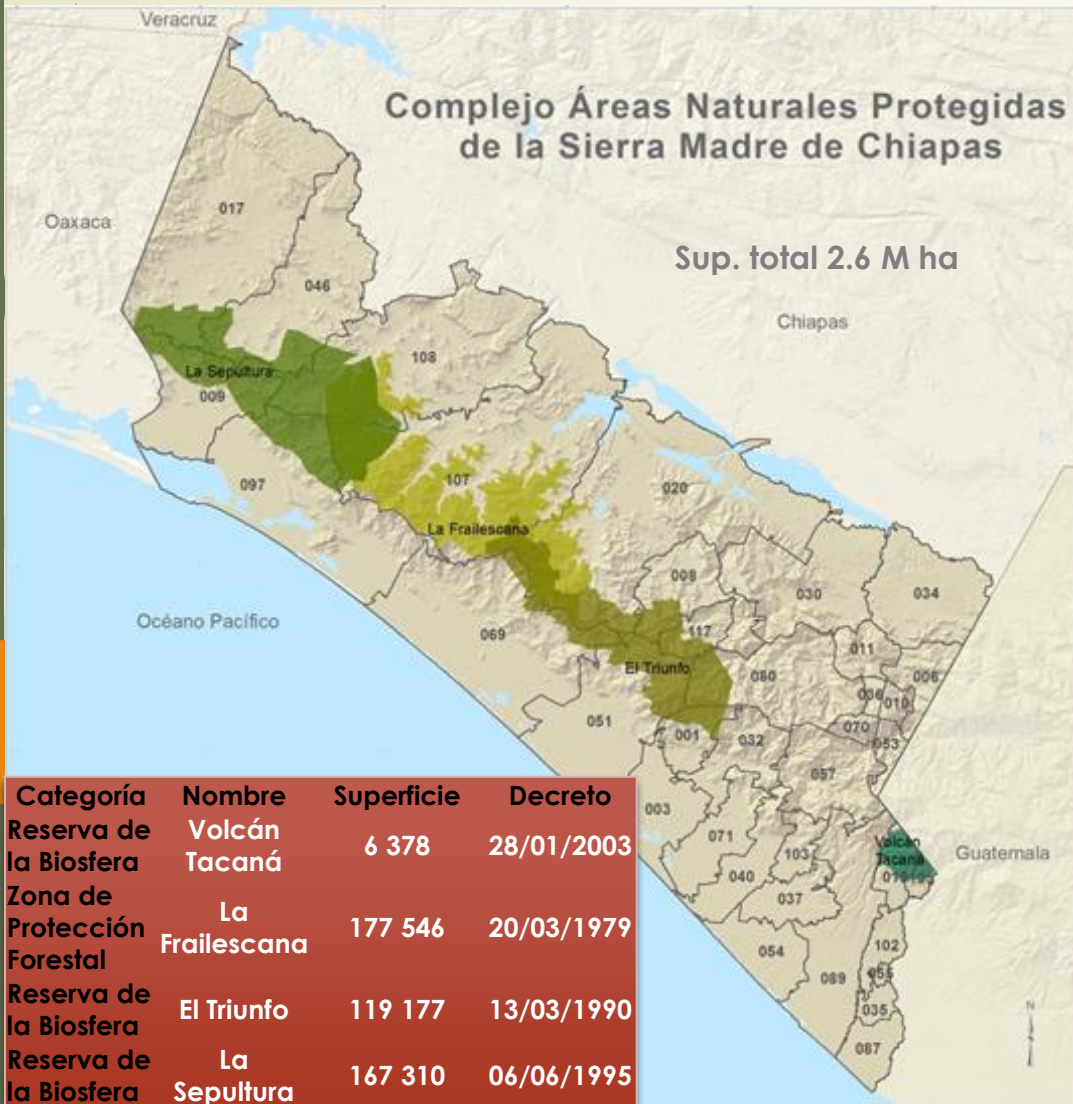 Veracruz
Complejo Áreas Naturales Protegidas
de la Sierra Madre de Chiapas
Oaxaca
017
Sup. total 2.6 M ha
046
Chiapas
108
La Sepultura
009
097
107
020
La Frailescana
008
030
034
Océano Pacífico
069
117
011
El Triunfo
080
006
036
010
051
001
032
070
053
057
003
071
103
Volcán
Tacaná
Guatemala
040
037
054
089
102
055
035
087
N
Categoría Nombre Superficie Decreto
Reserva de
la Biosfera
Volcán
Tacaná
6 378 28/01/2003
Zona de
Protección
Forestal
La
Frailescana
177 546 20/03/1979
Reserva de
la Biosfera
El Triunfo 119 177 13/03/1990
Reserva de
la Biosfera
La
Sepultura
167 310 06/06/1995